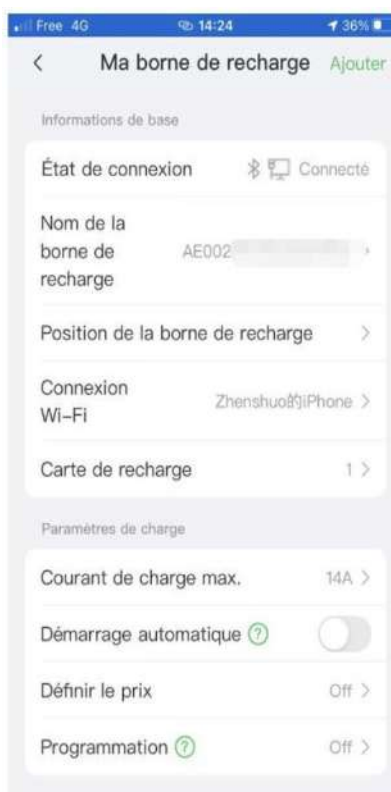 Free 4G 14:24 36%
< Ma borne de recharge Ajouter
Informations de base
État de connexion Connecté
Nom de la
borne de
recharge
AE002
Position de la borne de recharge >
Connexion
Wi-Fi
Zhenshuo的iPhone >
Carte de recharge 1 >
Paramètres de charge
Courant de charge max. 14A >
Démarrage automatique ?
Définir le prix Off >
Programmation ? Off >